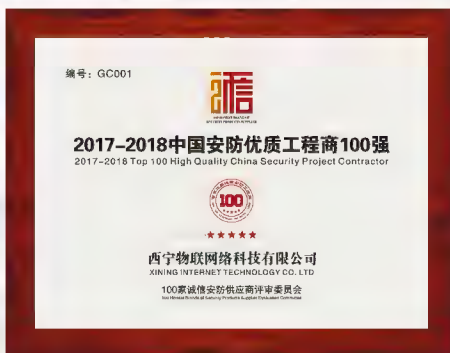 编号：GC001
诚信
2017-2018中国安防优质工程商100强
2017-2018 Top 100 High Quality China Security Project Contractor
100
西宁物联网络科技有限公司
XINING INTERNET TECHNOLOGY CO. LTD
100家诚信安防供应商评审委员会